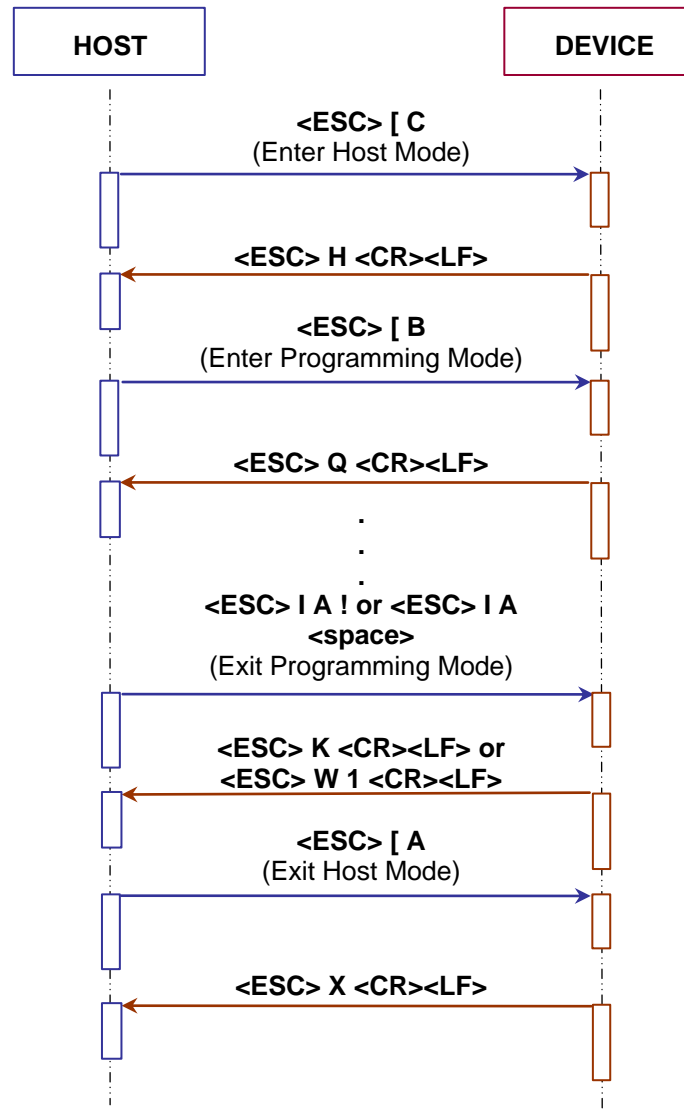 HOST
DEVICE
<ESC> [ C
(Enter Host Mode)
<ESC> H <CR><LF>
<ESC> [ B
(Enter Programming Mode)
<ESC> Q <CR><LF>
.
.
.
<ESC> I A ! or <ESC> I A
<space>
(Exit Programming Mode)
<ESC> K <CR><LF> or
<ESC> W 1 <CR><LF>
<ESC> [ A
(Exit Host Mode)
<ESC> X <CR><LF>